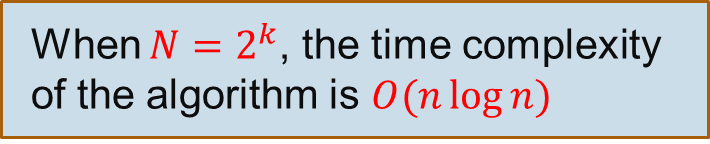 When N = 2^k, the time complexity
of the algorithm is O(n log n)